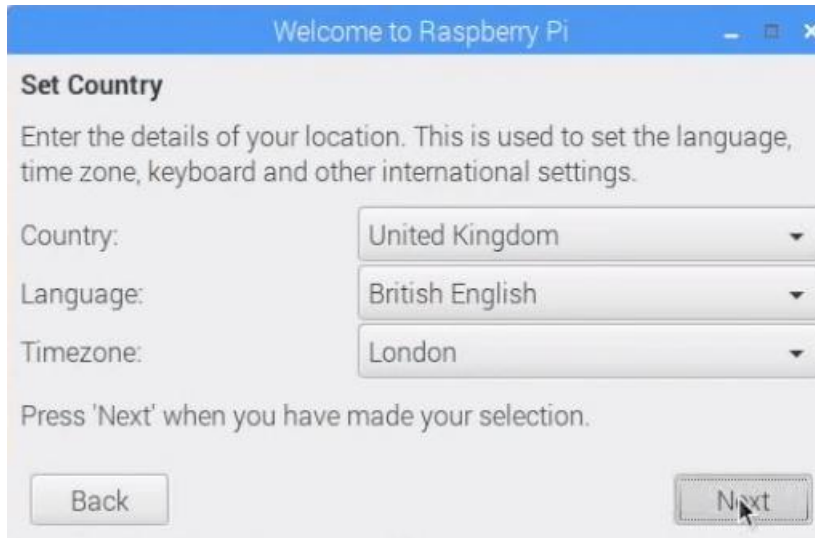 Welcome to Raspberry Pi
Set Country
Enter the details of your location. This is used to set the language,
time zone, keyboard and other international settings.
Country: United Kingdom
Language: British English
Timezone: London
Press 'Next' when you have made your selection.
Back Next